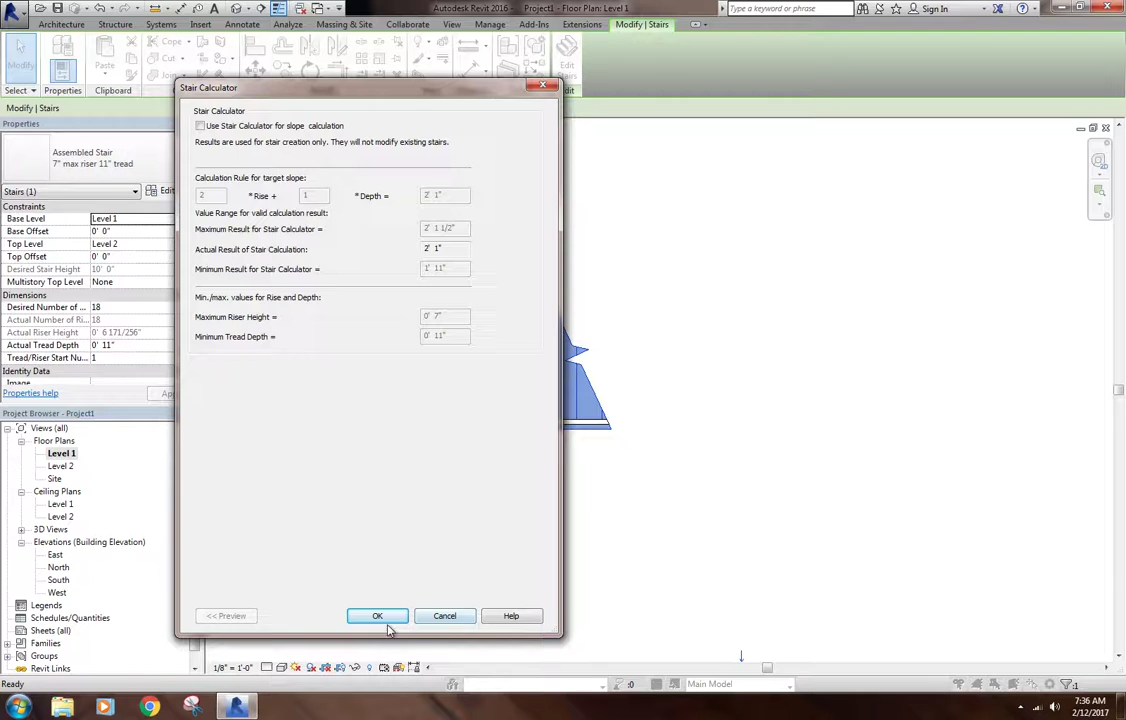 Autodesk Revit 2016 - Project1 - Floor Plan: Level 1
Type a keyword or phrase
Sign In
Architecture Structure Systems Insert Annotate Analyze Massing & Site Collaborate View Manage Add-Ins Extensions Modify | Stairs
Modify
Paste
Cope
Cut
Join
Edit
Stairs
Select Properties Clipboard
Modify | Stairs
Properties
Assembled Stair
7" max riser 11" tread
Stairs (1)
Constraints
Base Level Level 1
Base Offset 0' 0"
Top Level Level 2
Top Offset 0' 0"
Desired Stair Height 10' 0"
Multistory Top Level None
Dimensions
Desired Number of ... 18
Actual Number of Ri... 18
Actual Riser Height 0' 6 171/256"
Actual Tread Depth 0' 11"
Tread/Riser Start Nu... 1
Identity Data
Image
Properties help
Project Browser - Project1
Views (all)
Floor Plans
Level 1
Level 2
Site
Ceiling Plans
Level 1
Level 2
3D Views
Elevations (Building Elevation)
East
North
South
West
Legends
Schedules/Quantities
Sheets (all)
Families
Groups
Revit Links
Stair Calculator
Stair Calculator
Use Stair Calculator for slope calculation
Results are used for stair creation only. They will not modify existing stairs.
Calculation Rule for target slope:
2 *Rise + 1 *Depth = 2' 1"
Value Range for valid calculation result:
Maximum Result for Stair Calculator = 2' 1 1/2"
Actual Result of Stair Calculation: 2' 1"
Minimum Result for Stair Calculator = 1' 11"
Min./max. values for Rise and Depth:
Maximum Riser Height = 0' 7"
Minimum Tread Depth = 0' 11"
<< Preview OK Cancel Help
1/8" = 1'-0"
Ready
:0
Main Model
:1
7:36 AM
2/12/2017